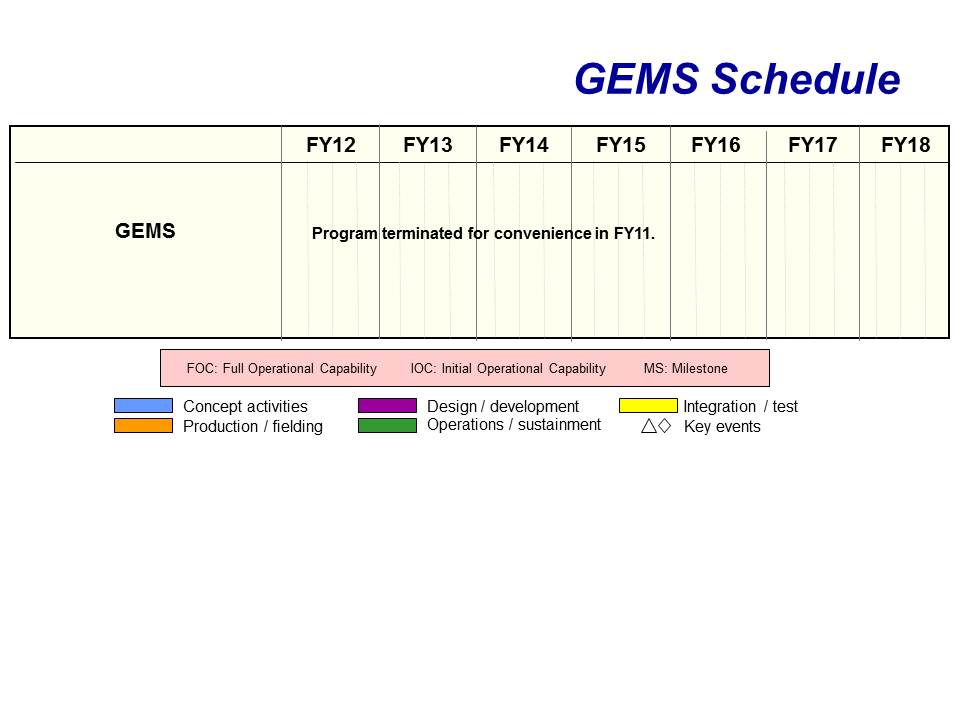 GEMS Schedule
FY12 FY13 FY14 FY15 FY16 FY17 FY18
GEMS
Program terminated for convenience in FY11.
FOC: Full Operational Capability IOC: Initial Operational Capability MS: Milestone
Concept activities Design / development Integration / test
Production / fielding Operations / sustainment Key events